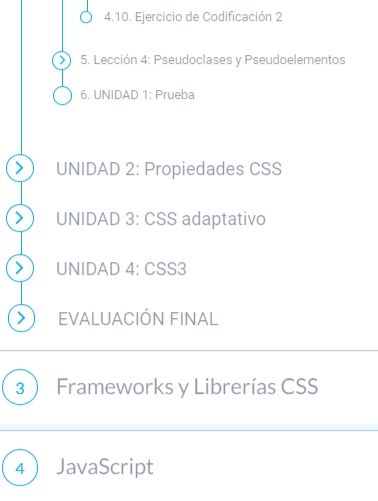 4.10. Ejercicio de Codificación 2
5. Lección 4: Pseudoclases y Pseudoelementos
6. UNIDAD 1: Prueba
UNIDAD 2: Propiedades CSS
UNIDAD 3: CSS adaptativo
UNIDAD 4: CSS3
EVALUACIÓN FINAL
3 Frameworks y Librerías CSS
4 JavaScript